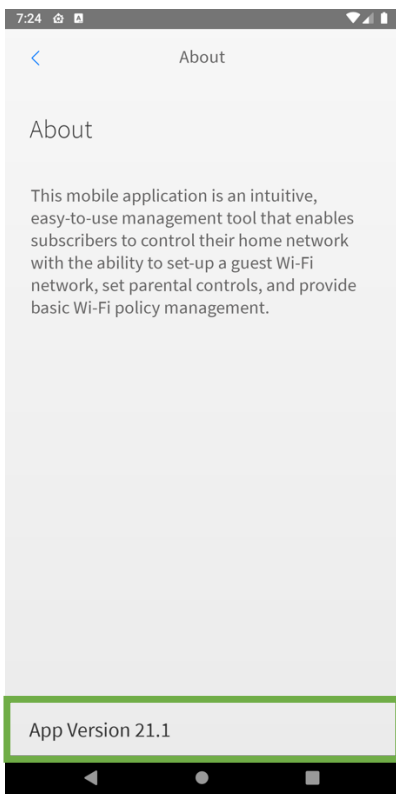 7:24
About
About
This mobile application is an intuitive,
easy-to-use management tool that enables
subscribers to control their home network
with the ability to set-up a guest Wi-Fi
network, set parental controls, and provide
basic Wi-Fi policy management.
App Version 21.1